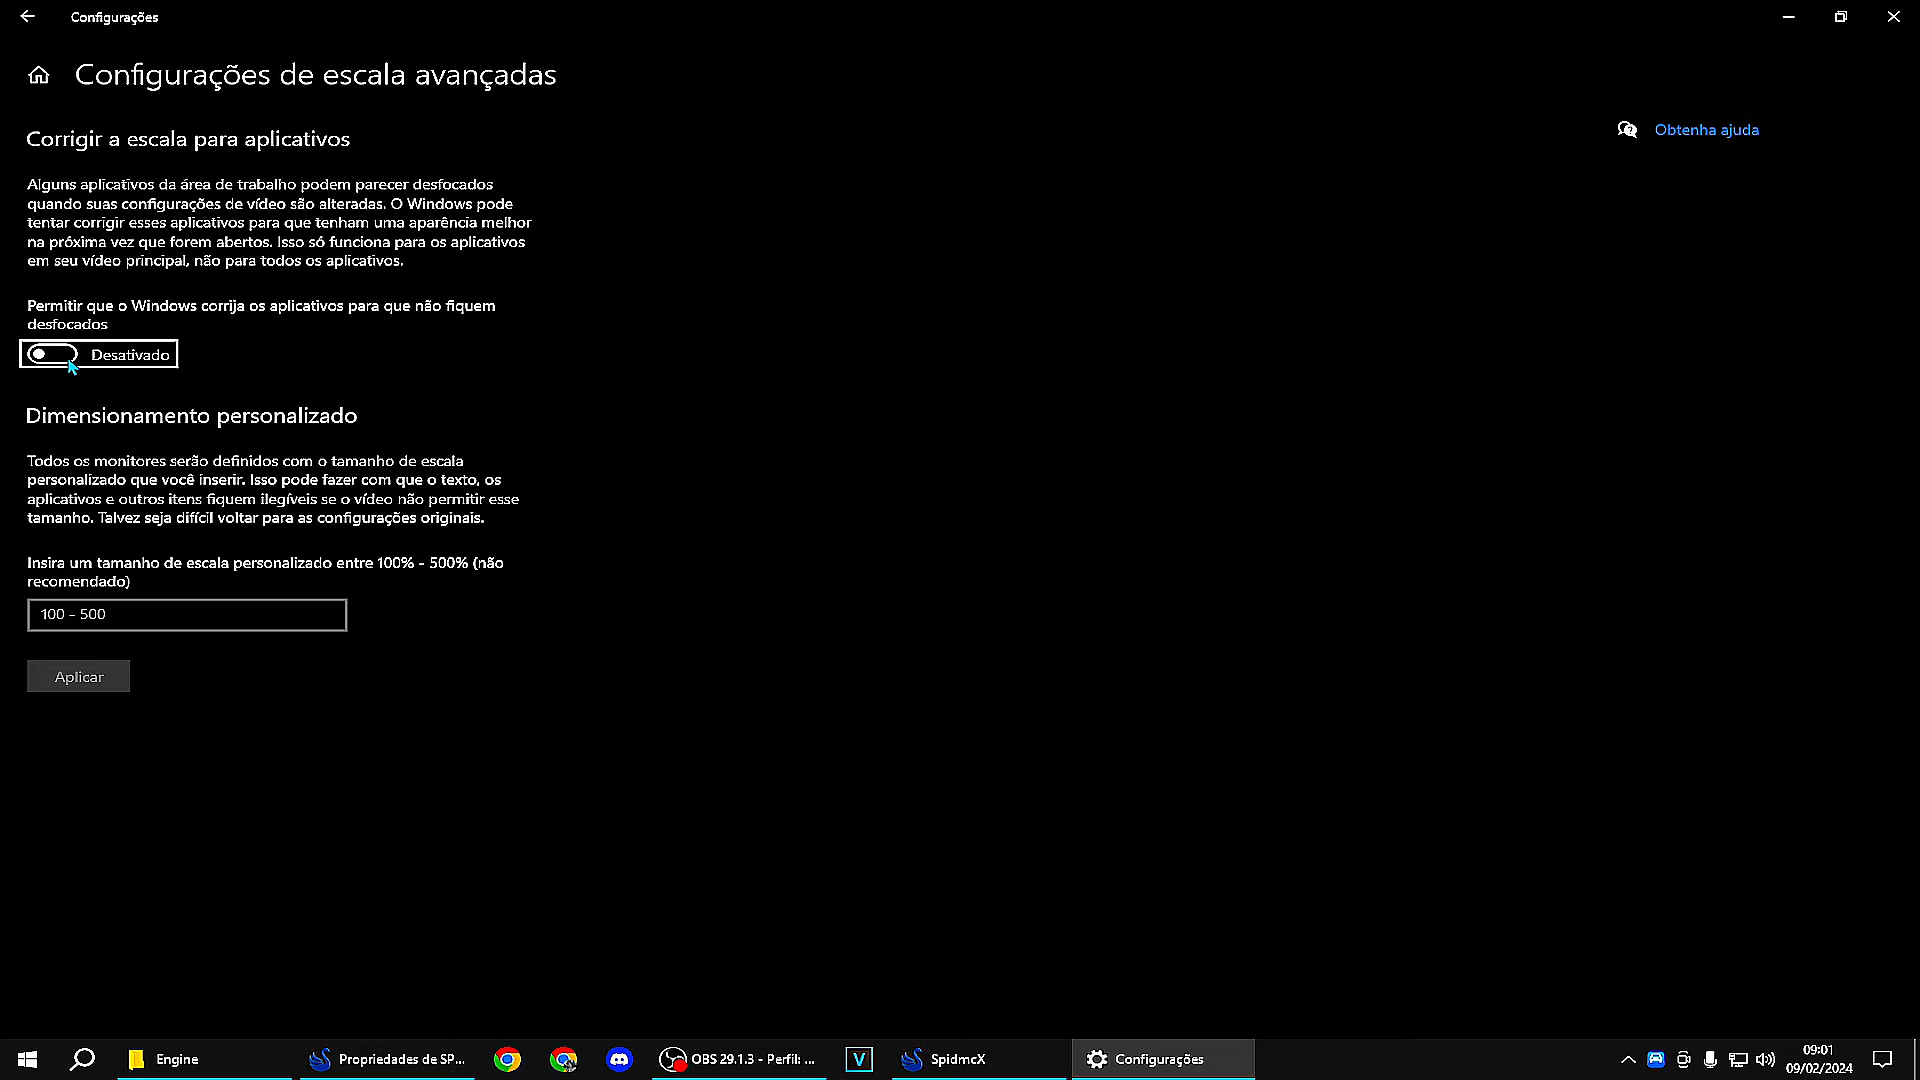 Configurações
Configurações de escala avançadas
Corrigir a escala para aplicativos
Obtenha ajuda
Alguns aplicativos da área de trabalho podem parecer desfocados
quando suas configurações de vídeo são alteradas. O Windows pode
tentar corrigir esses aplicativos para que tenham uma aparência melhor
na próxima vez que forem abertos. Isso só funciona para os aplicativos
em seu vídeo principal, não para todos os aplicativos.
Permitir que o Windows corrija os aplicativos para que não fiquem
desfocados
Desativado
Dimensionamento personalizado
Todos os monitores serão definidos com o tamanho de escala
personalizado que você inserir. Isso pode fazer com que o texto, os
aplicativos e outros itens fiquem ilegíveis se o vídeo não permitir esse
tamanho. Talvez seja difícil voltar para as configurações originais.
Insira um tamanho de escala personalizado entre 100% - 500% (não
recomendado)
100 - 500
Aplicar
Engine
Propriedades de SP...
OBS 29.1.3 - Perfil: ...
V
SpidmcX
Configurações
09:01
09/02/2024